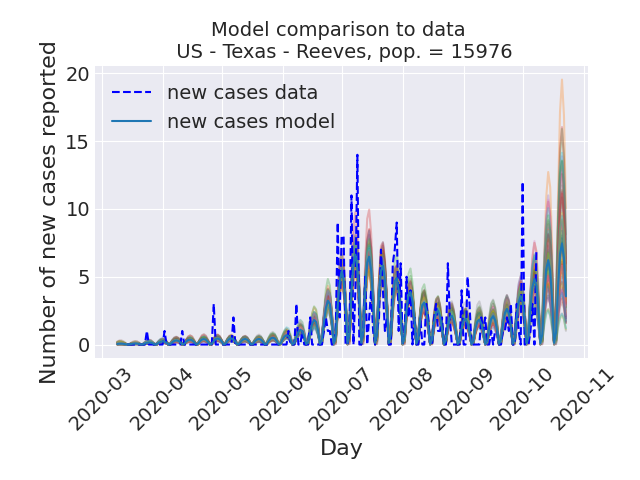 Model comparison to data
US - Texas - Reeves, pop. = 15976
Number of new cases reported
20
15
10
5
0
new cases data
new cases model
2020-03
2020-04
2020-05
2020-06
2020-07
2020-08
2020-09
2020-10
2020-11
Day